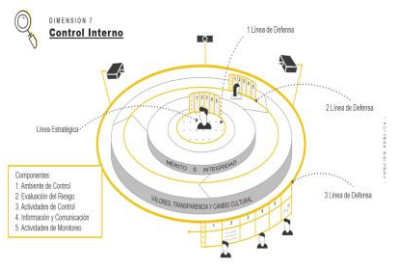 DIMENSIÓN 7
Control Interno
1 Línea de Defensa
2 Línea de Defensa
Línea Estratégica
MÉRITO E INTEGRIDAD
VALORES: TRANSPARENCIA Y CAMBIO CULTURAL
3 Línea de Defensa
Componentes
1. Ambiente de Control
2. Evaluación del Riesgo
3. Actividades de Control
4. Información y Comunicación
5. Actividades de Monitoreo